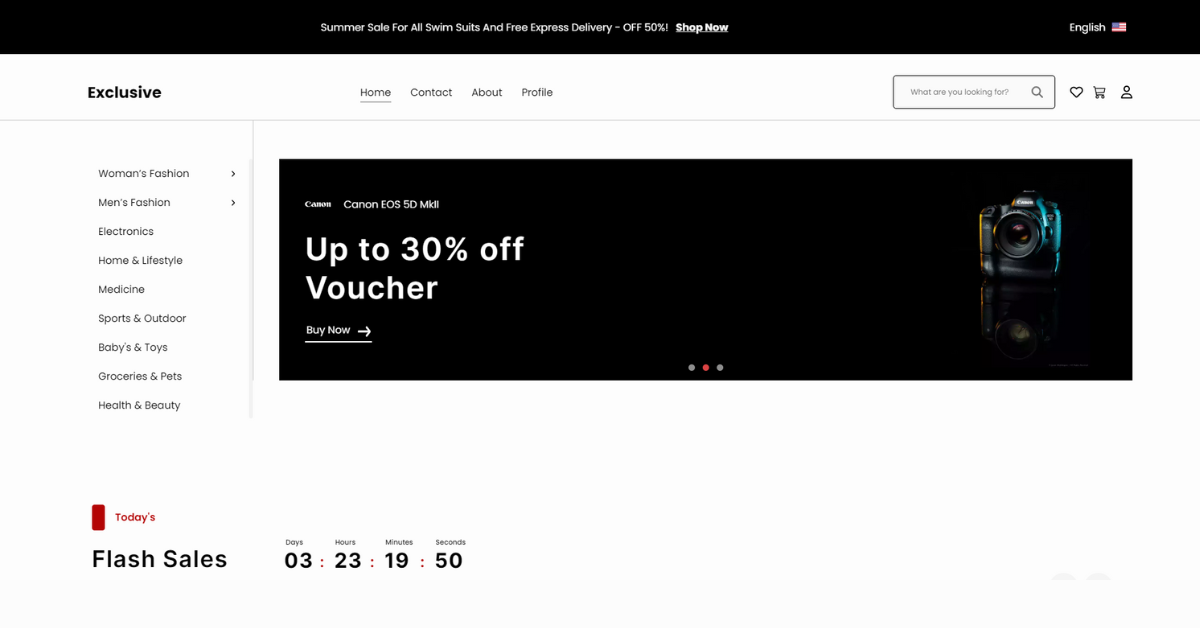 Summer Sale For All Swim Suits And Free Express Delivery - OFF 50%! Shop Now
English
Exclusive
Home Contact About Profile
What are you looking for?
Woman's Fashion
Men's Fashion
Electronics
Home & Lifestyle
Medicine
Sports & Outdoor
Baby's & Toys
Groceries & Pets
Health & Beauty
Canon Canon EOS 5D MkII
Up to 30% off
Voucher
Buy Now
Canon
Today's
Flash Sales
Days Hours Minutes Seconds
03 : 23 : 19 : 50